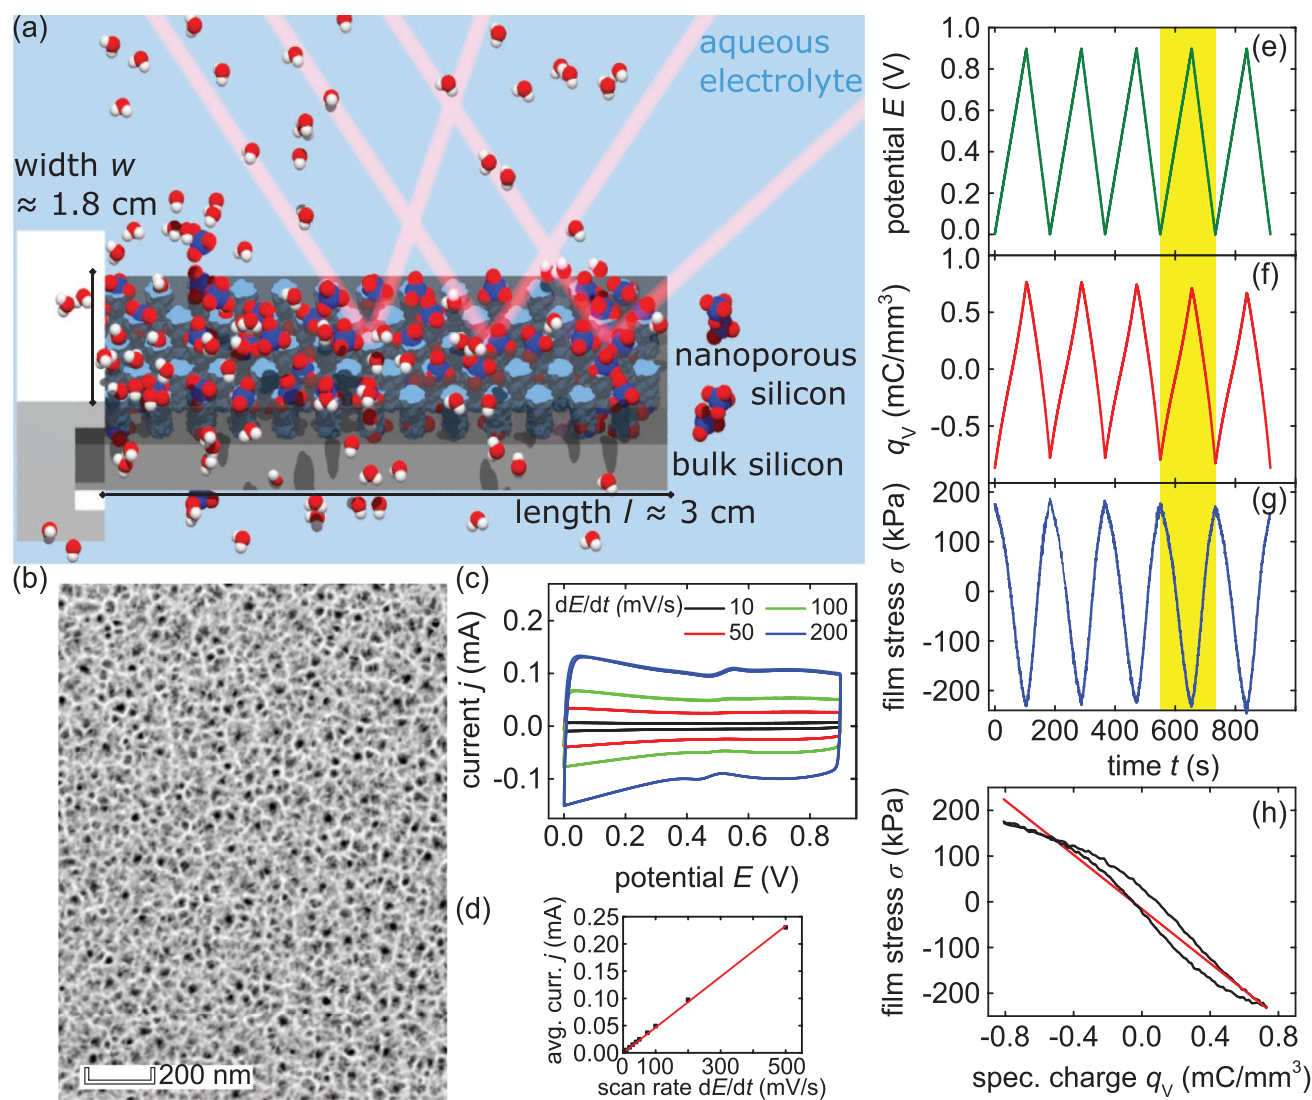 (a)
aqueous
electrolyte
width w
≈ 1.8 cm
nanoporous
silicon
bulk silicon
length l ≈ 3 cm
(b)
200 nm
(c)
dE/dt (mV/s)
10
100
50
200
0.2
0.1
0.0
-0.1
current j (mA)
0.0 0.2 0.4 0.6 0.8
potential E (V)
(d)
0.25
0.20
0.15
0.10
0.05
0.00
avg. curr. j (mA)
0 100 300 500
scan rate dE/dt (mV/s)
(e)
1.0
0.8
0.6
0.4
0.2
0.0
potential E (V)
(f)
1.0
0.5
0.0
-0.5
qV (mC/mm³)
(g)
200
100
0
-100
-200
film stress σ (kPa)
0 200 400 600 800
time t (s)
(h)
200
100
0
-100
-200
film stress σ (kPa)
-0.8 -0.4 0.0 0.4 0.8
spec. charge qV (mC/mm³)